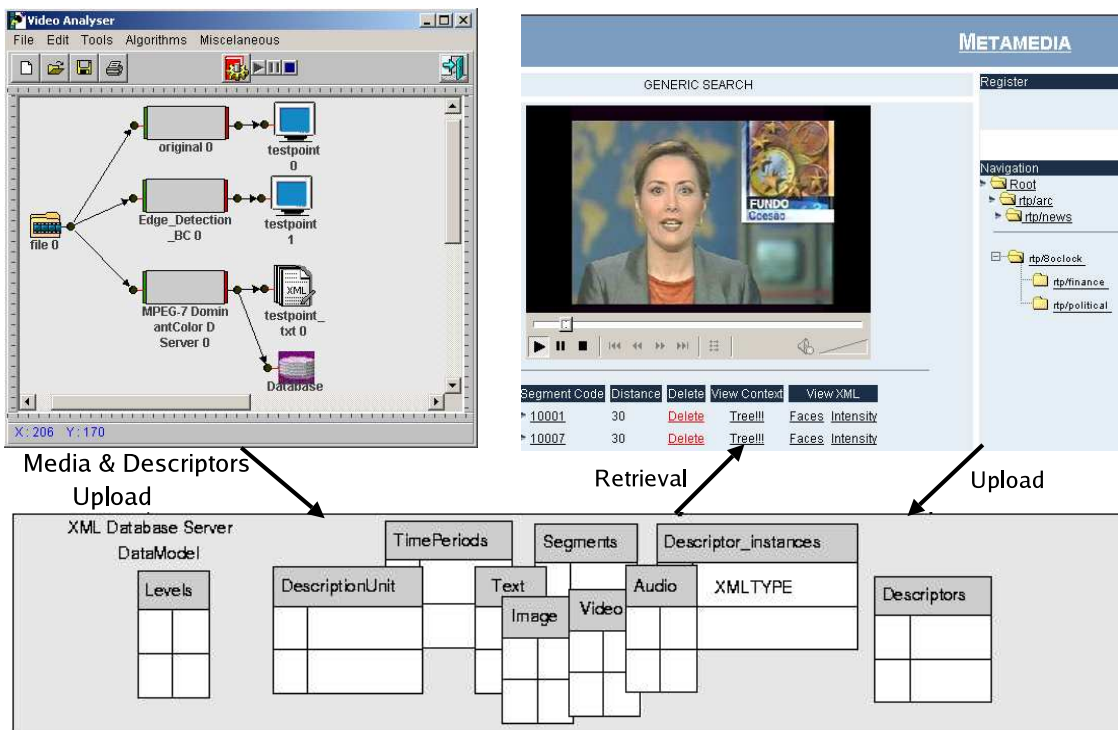 Video Analyser
File Edit Tools Algorithms Miscelaneous
original 0
testpoint
0
Edge_Detection
_BC 0
testpoint
1
file 0
MPEG-7 Domin
antColor D
Server 0
XML
testpoint_
txt 0
Database
X: 206 Y: 170
METAMEDIA
GENERIC SEARCH
Register
FUNDO
Coesão
Navigation
Root
rtp/arc
rtp/news
rtp/8oclock
rtp/finance
rtp/political
Segment Code Distance Delete View Context View XML
10001 30 Delete Tree!!! Faces Intensity
10007 30 Delete Tree!!! Faces Intensity
Media & Descriptors
Upload
Retrieval
Upload
XML Database Server
DataModel
Levels
DescriptionUnit
TimePeriods
Text
Segments
Image
Video
Audio
Descriptor_instances
XMLTYPE
Descriptors